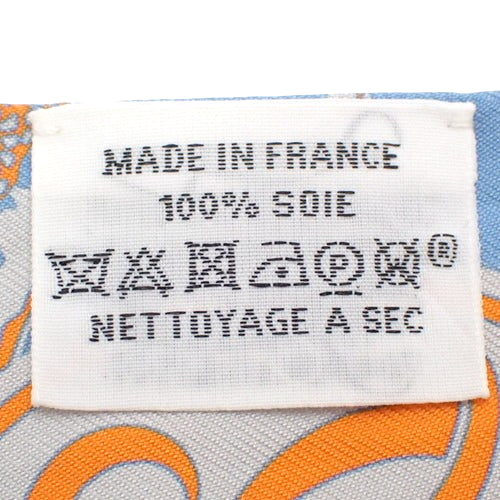 MADE IN FRANCE
100% SOIE
P ®
NETTOYAGE A SEC